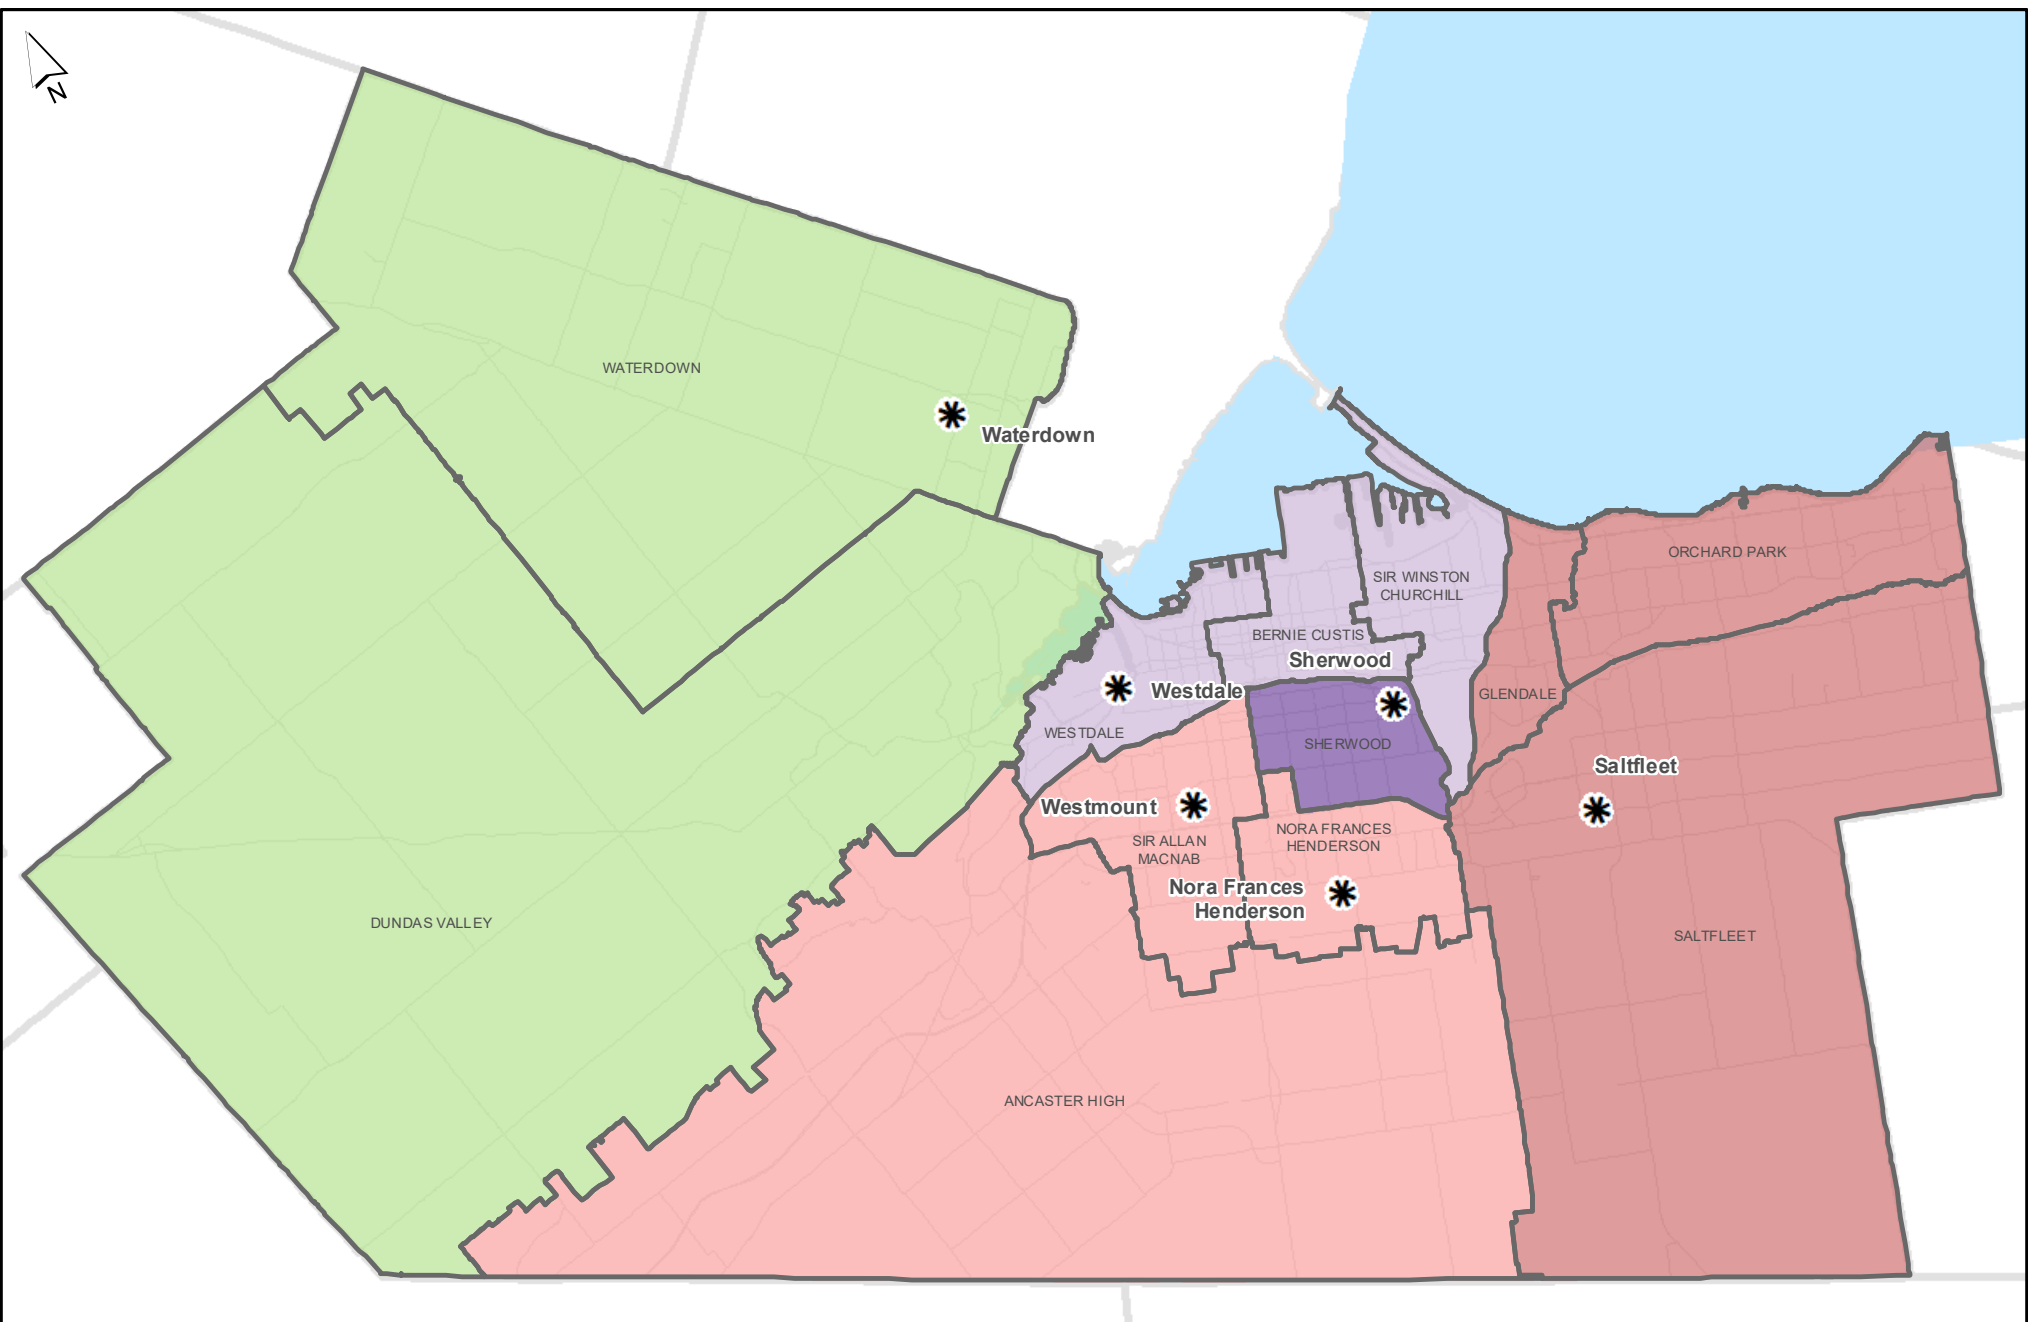 N
WATERDOWN
Waterdown
ORCHARD PARK
SIR WINSTON
CHURCHILL
BERNIE CUSTIS
Sherwood
Westdale
GLENDALE
WESTDALE
SHERWOOD
Saltfleet
Westmount
NORA FRANCES
HENDERSON
SIR ALLAN
MACNAB
Nora Frances
Henderson
DUNDAS VALLEY
SALTFLEET
ANCASTER HIGH